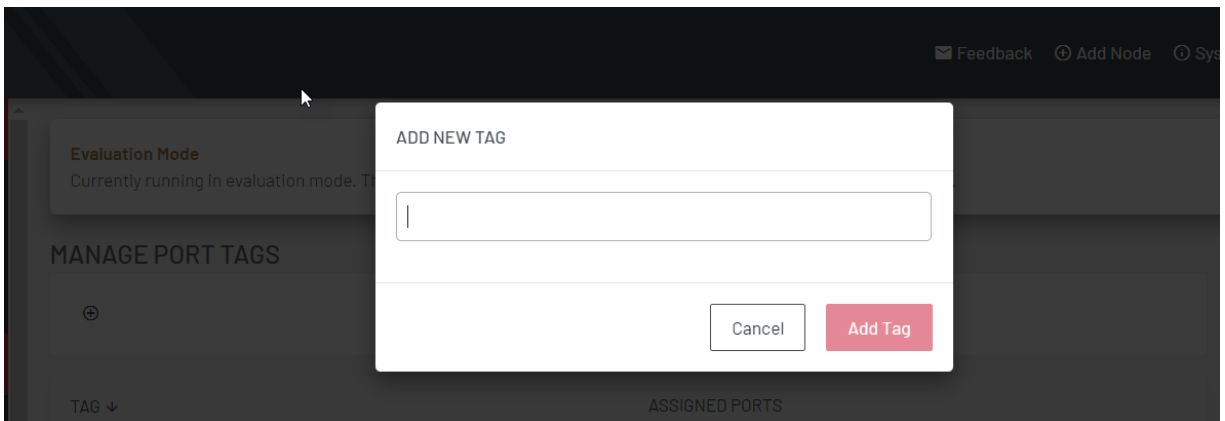 Feedback Add Node Sys
ADD NEW TAG
Evaluation Mode
Currently running in evaluation mode. Th
MANAGE PORT TAGS
Cancel Add Tag
TAG ASSIGNED PORTS